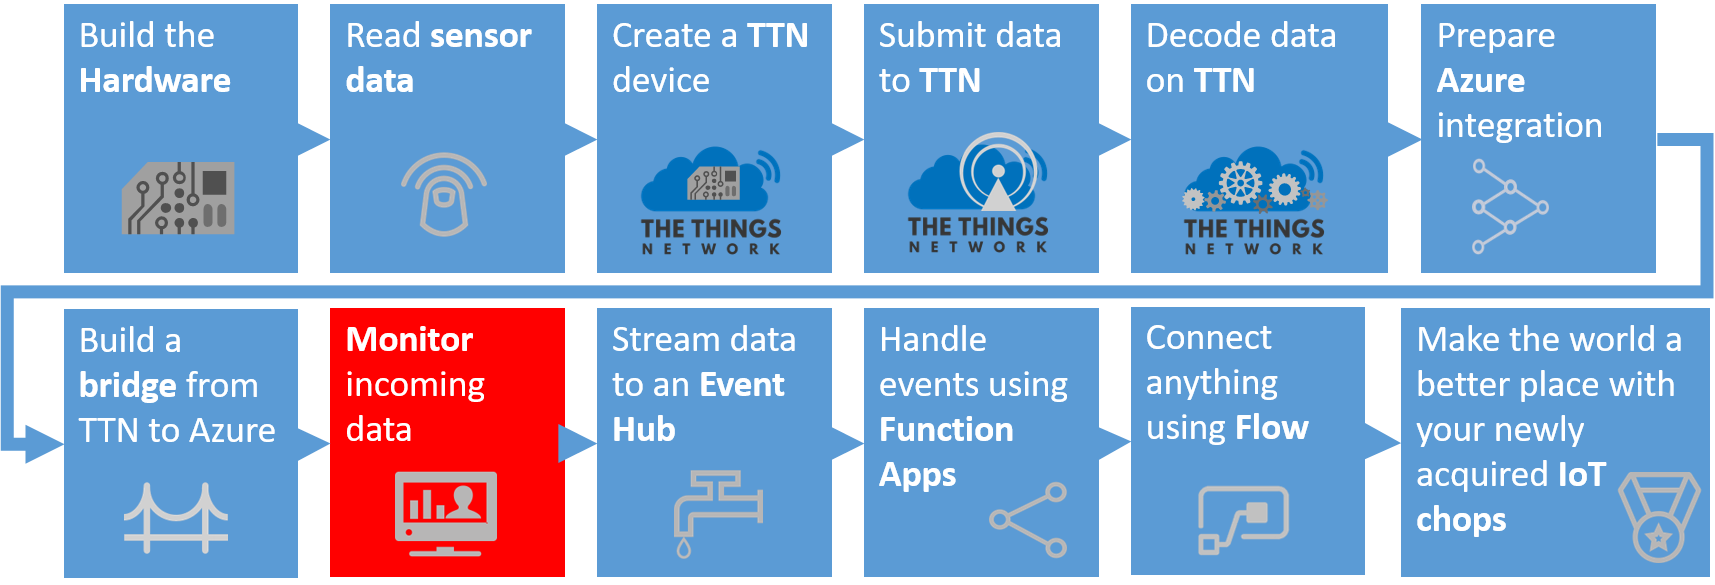 Build the
Hardware
Read sensor
data
Create a TTN
device
THE THINGS
NETWORK
Submit data
to TTN
THE THINGS
NETWORK
Decode data
on TTN
THE THINGS
NETWORK
Prepare
Azure
integration
Build a
bridge from
TTN to Azure
Monitor
incoming
data
Stream data
to an Event
Hub
Handle
events using
Function
Apps
Connect
anything
using Flow
Make the world a
better place with
your newly
acquired IoT
chops